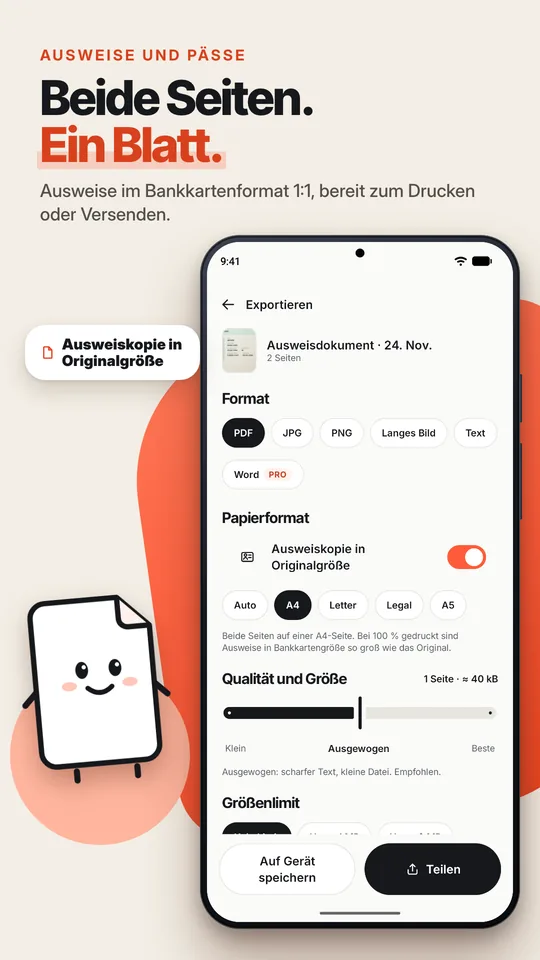 AUSWEISE UND PÄSSE
Beide Seiten.
Ein Blatt.
Ausweise im Bankkartenformat 1:1, bereit zum Drucken
oder Versenden.
9:41
Exportieren
Ausweiskopie in
Originalgröße
Ausweisdokument · 24. Nov.
2 Seiten
Format
PDF JPG PNG Langes Bild Text
Word PRO
Papierformat
Ausweiskopie in
Originalgröße
Auto A4 Letter Legal A5
Beide Seiten auf einer A4-Seite. Bei 100 % gedruckt sind
Ausweise in Bankkartengröße so groß wie das Original.
Qualität und Größe 1 Seite · ≈ 40 kB
Klein Ausgewogen Beste
Ausgewogen: scharfer Text, kleine Datei. Empfohlen.
Größenlimit
Auf Gerät
speichern
Teilen